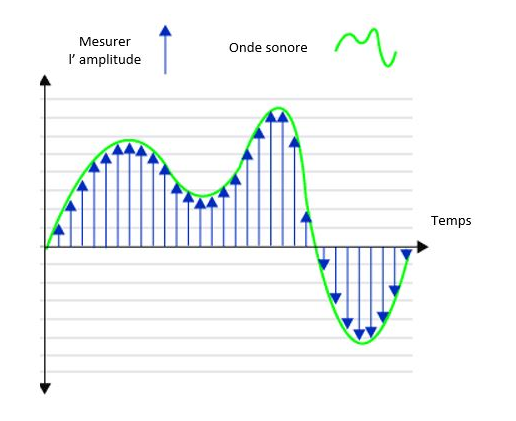 Mesurer
l’ amplitude
Onde sonore
Temps